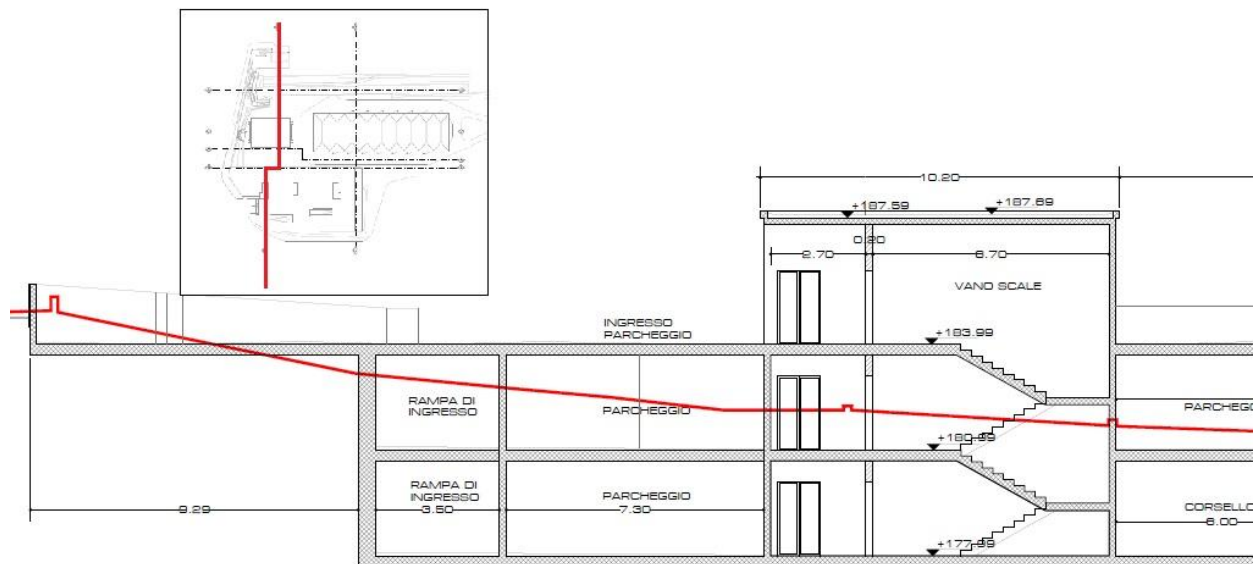 10.20
+187.59
+187.69
0.20
2.70
6.70
VANO SCALE
INGRESSO
PARCHEGGIO
+183.99
RAMPA DI
INGRESSO
PARCHEGGIO
PARCHEGG
+180.99
RAMPA DI
INGRESSO
PARCHEGGIO
9.29
3.50
7.30
CORSELLO
6.00
+177.99